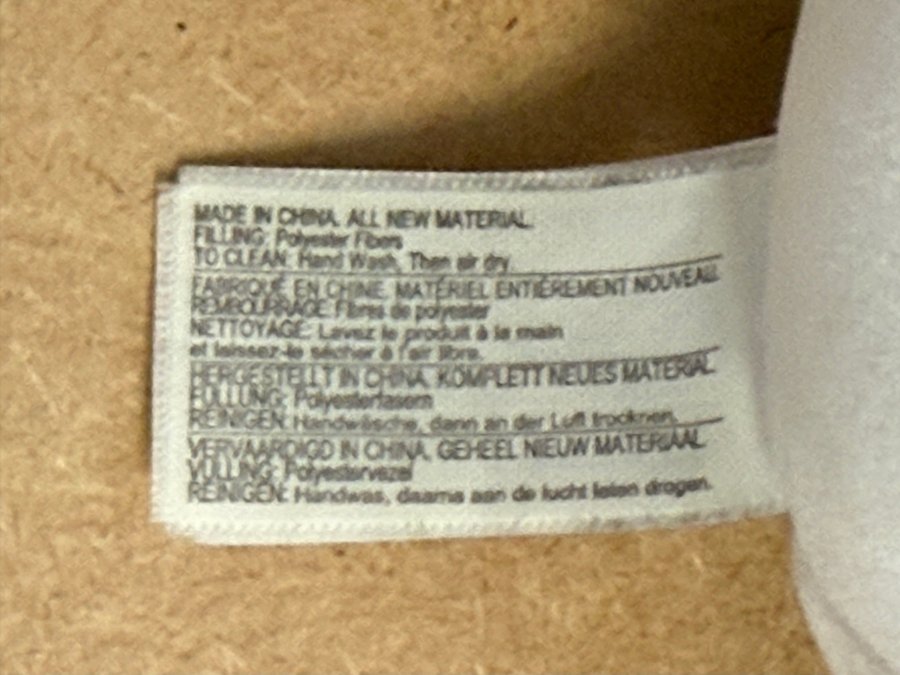 MADE IN CHINA. ALL NEW MATERIAL.
FILLING: Polyester Fibers
TO CLEAN: Hand Wash, Then air dry
FABRIQUÉ EN CHINE. MATÉRIEL ENTIÈREMENT NOUVEAU.
REMBOURRAGE: Fibres de polyester
NETTOYAGE: Lavez le produit à la main
et laissez-le sécher à l'air libre.
HERGESTELLT IN CHINA. KOMPLETT NEUES MATERIAL.
FÜLLUNG: Polyesterfasern
REINIGEN: Handwäsche, dann an der Luft trocknen.
VERVAARDIGD IN CHINA. GEHEEL NIEUW MATERIAAL
VULLING: Polyestervezel
REINIGEN: Handwas, daarna aan de lucht laten drogen.